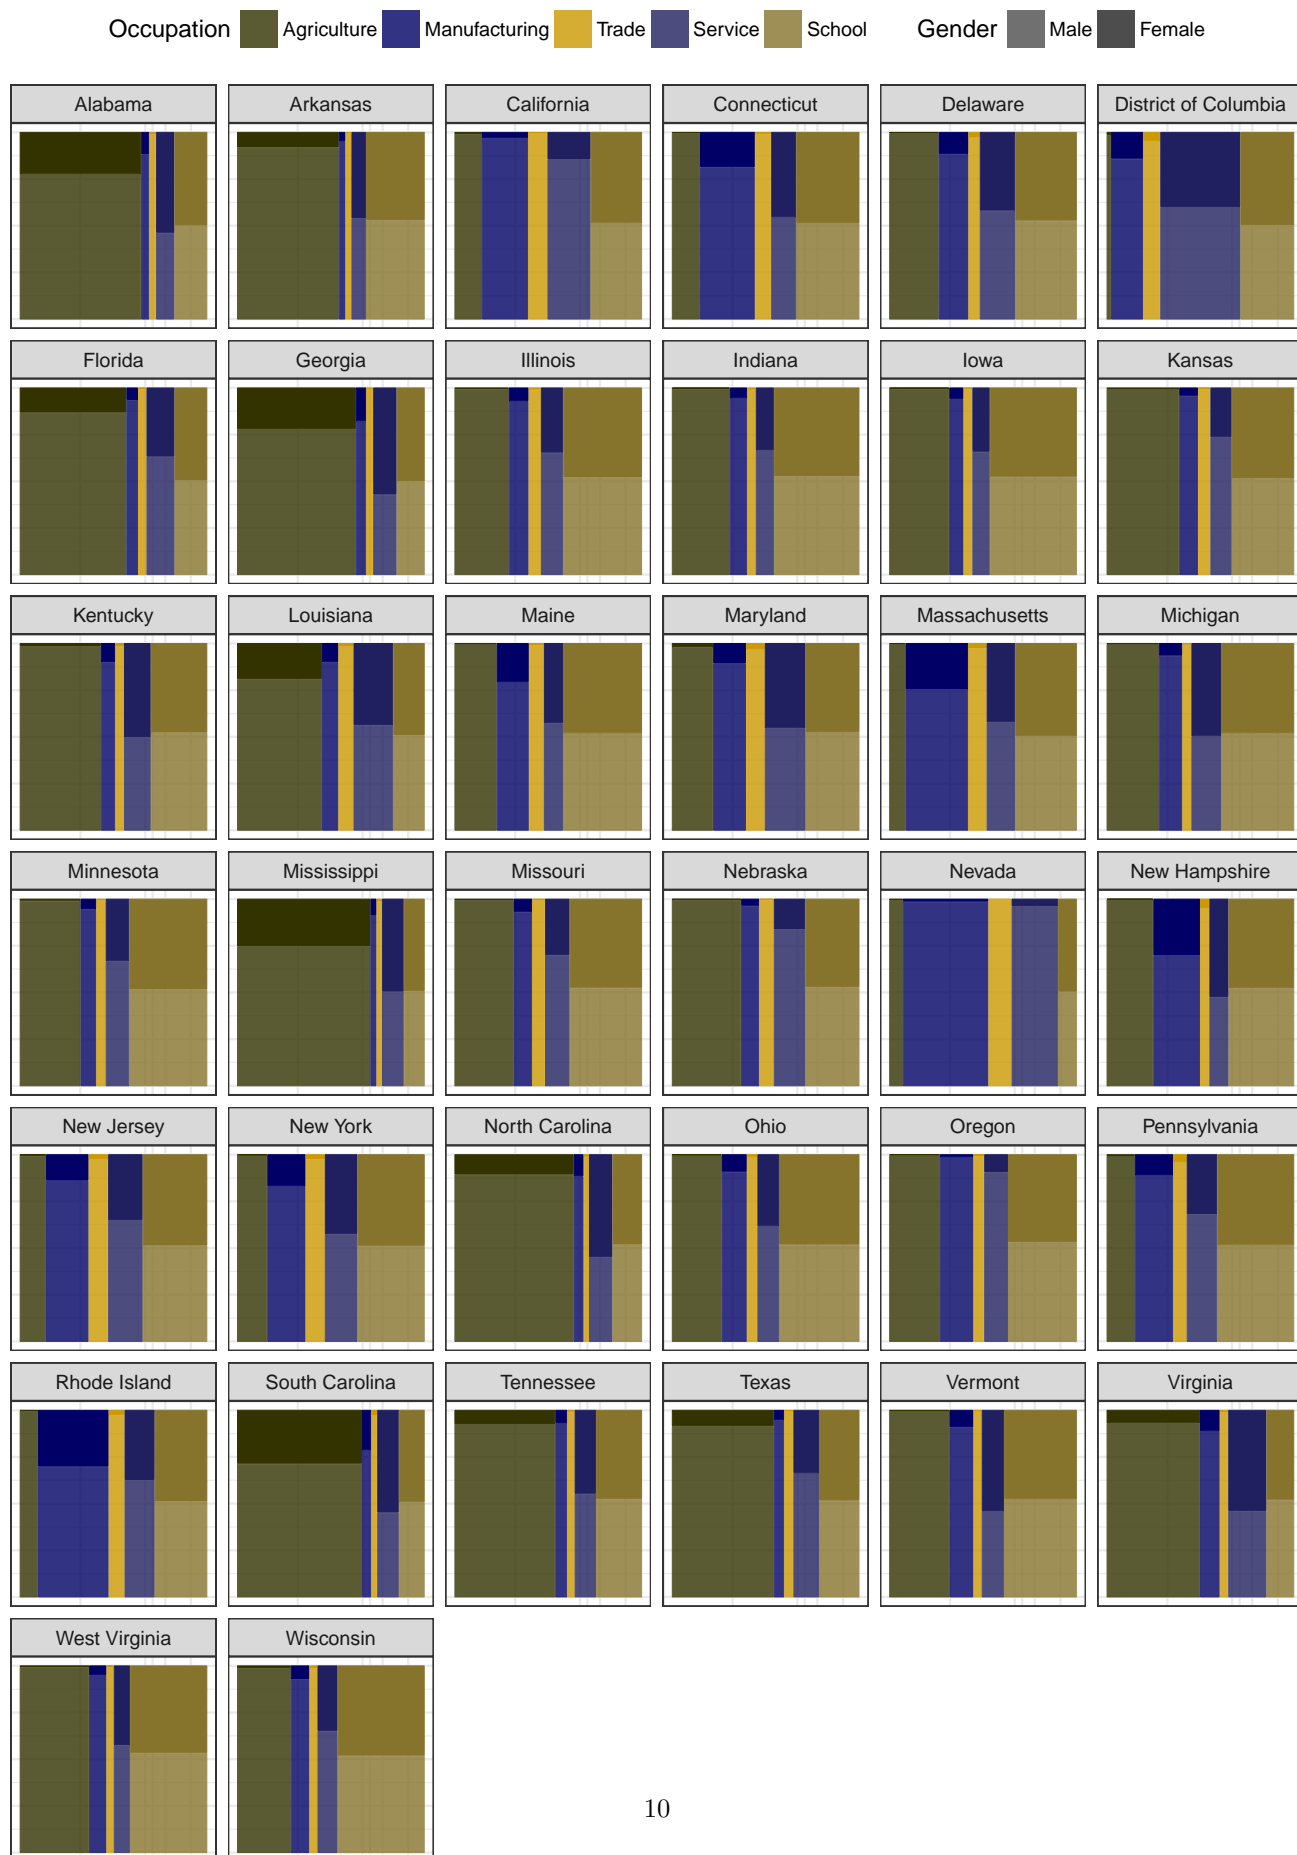 Occupation Agriculture Manufacturing Trade Service School Gender Male Female
Alabama Arkansas California Connecticut Delaware District of Columbia
Florida Georgia Illinois Indiana Iowa Kansas
Kentucky Louisiana Maine Maryland Massachusetts Michigan
Minnesota Mississippi Missouri Nebraska Nevada New Hampshire
New Jersey New York North Carolina Ohio Oregon Pennsylvania
Rhode Island South Carolina Tennessee Texas Vermont Virginia
West Virginia Wisconsin
10